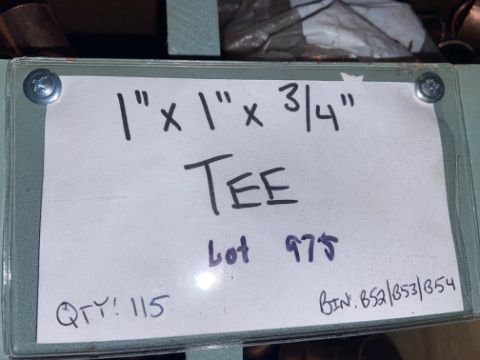 1" x 1" x 3/4"
TEE
Lot 975
QTY: 115
BIN. B52/B53/B54